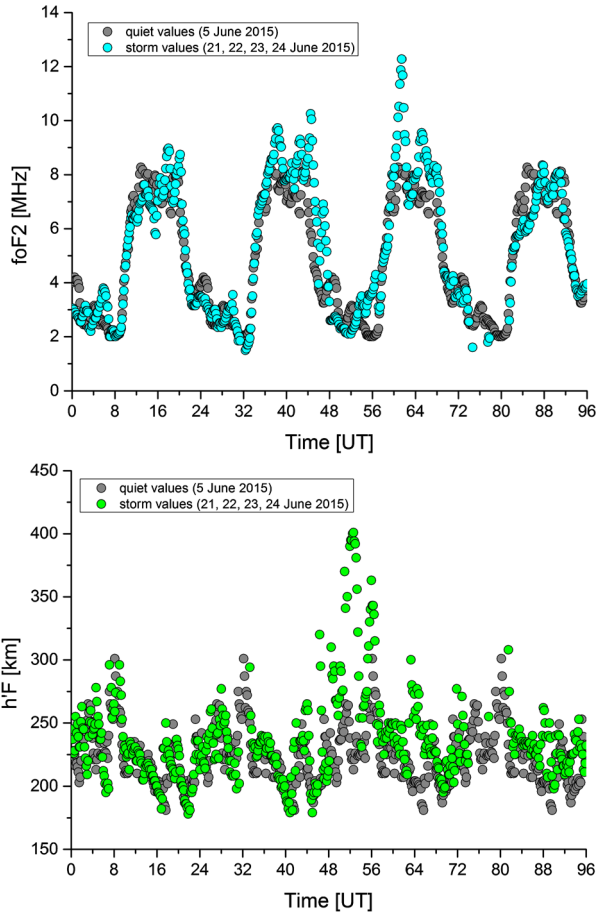 14
quiet values (5 June 2015)
storm values (21, 22, 23, 24 June 2015)
12
10
8
6
4
2
0
foF2 [MHz]
0 8 16 24 32 40 48 56 64 72 80 88 96
Time [UT]
450
quiet values (5 June 2015)
storm values (21, 22, 23, 24 June 2015)
400
350
300
250
200
150
h'F [km]
0 8 16 24 32 40 48 56 64 72 80 88 96
Time [UT]